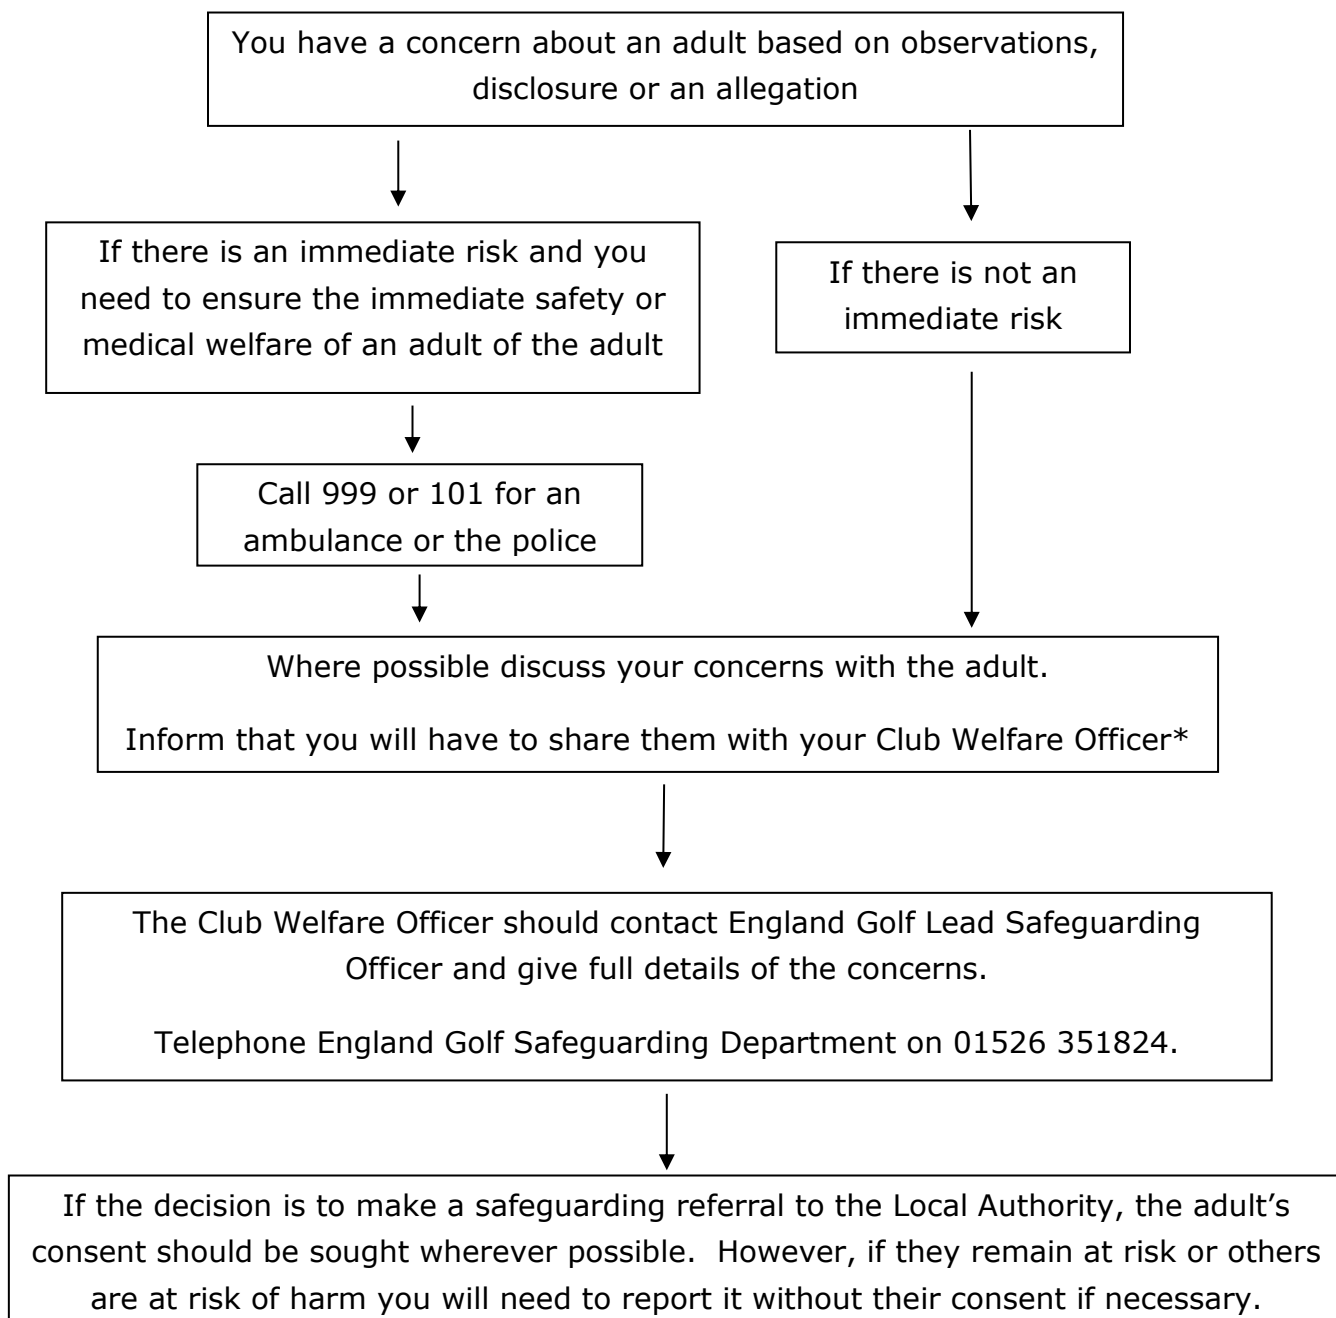 You have a concern about an adult based on observations,
disclosure or an allegation
If there is an immediate risk and you
need to ensure the immediate safety or
medical welfare of an adult of the adult
If there is not an
immediate risk
Call 999 or 101 for an
ambulance or the police
Where possible discuss your concerns with the adult.
Inform that you will have to share them with your Club Welfare Officer*
The Club Welfare Officer should contact England Golf Lead Safeguarding
Officer and give full details of the concerns.
Telephone England Golf Safeguarding Department on 01526 351824.
If the decision is to make a safeguarding referral to the Local Authority, the adult’s
consent should be sought wherever possible.  However, if they remain at risk or others
are at risk of harm you will need to report it without their consent if necessary.